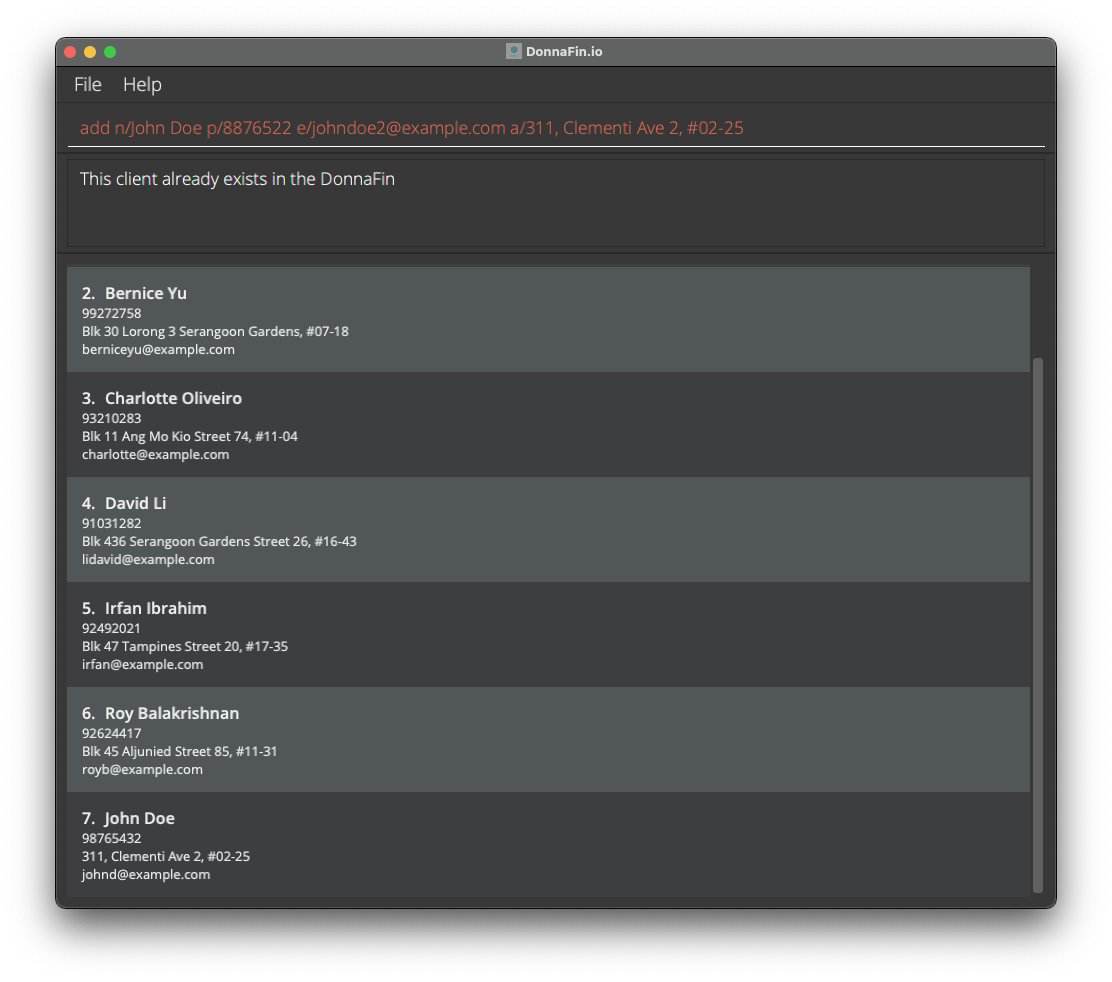 DonnaFin.io
File Help
add n/John Doe p/8876522 e/johndoe2@example.com a/311, Clementi Ave 2, #02-25
This client already exists in the DonnaFin
2. Bernice Yu
99272758
Blk 30 Lorong 3 Serangoon Gardens, #07-18
berniceyu@example.com
3. Charlotte Oliveiro
93210283
Blk 11 Ang Mo Kio Street 74, #11-04
charlotte@example.com
4. David Li
91031282
Blk 436 Serangoon Gardens Street 26, #16-43
lidavid@example.com
5. Irfan Ibrahim
92492021
Blk 47 Tampines Street 20, #17-35
irfan@example.com
6. Roy Balakrishnan
92624417
Blk 45 Aljunied Street 85, #11-31
royb@example.com
7. John Doe
98765432
311, Clementi Ave 2, #02-25
johnd@example.com